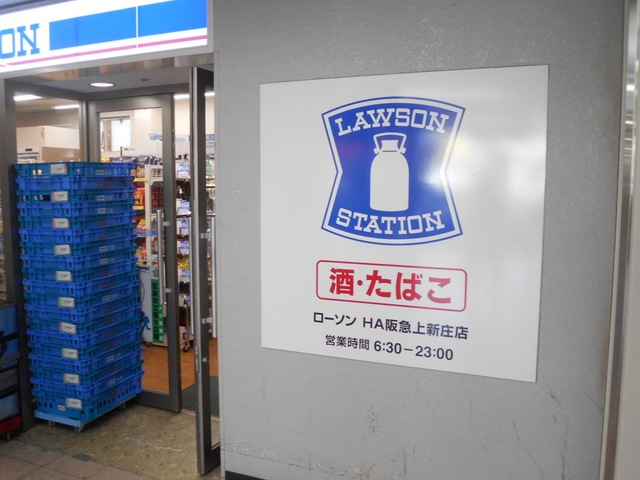 ON
LAWSON
STATION
酒・たばこ
ローソン HA阪急上新庄店
営業時間 6:30－23:00